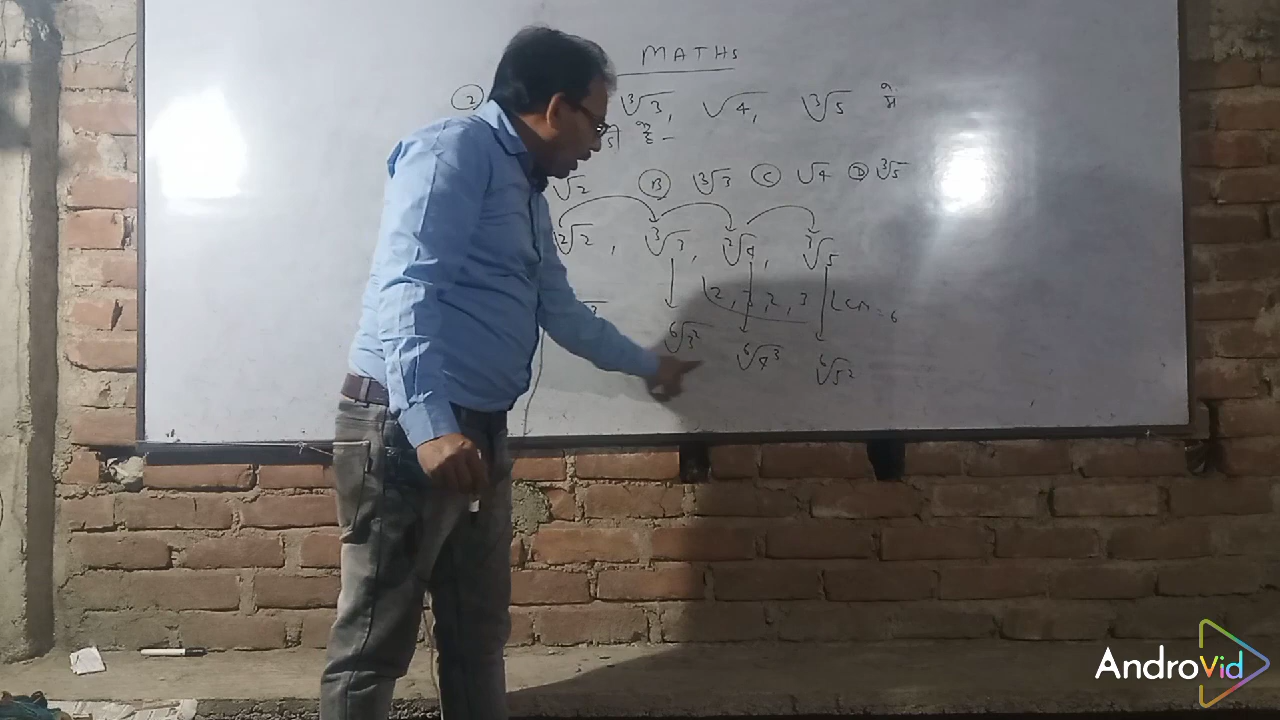 MATHS
(2) ∛3, √4, ∛5 में
है -
√2 (B) ∛3 (C) √4 (D) ∛5
²√2, ³√3, ²√4, ³√5
2, 2, 3 LCM = 6
⁶√3²
⁶√4³ ⁶√5²
AndroVid